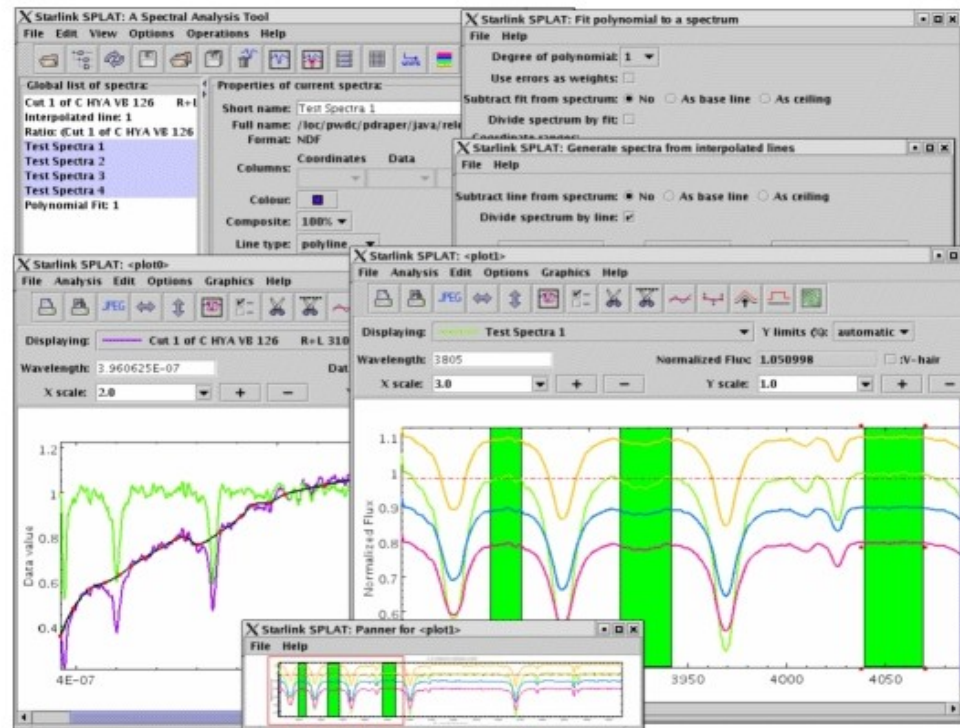 Starlink SPLAT: A Spectral Analysis Tool
File Edit View Options Operations Help
Global list of spectra:
Cut 1 of C HYA VB 126 R+L
Interpolated line: 1
Ratio: (Cut 1 of C HYA VB 126
Test Spectra 1
Test Spectra 2
Test Spectra 3
Test Spectra 4
Polynomial Fit: 1
Properties of current spectra:
Short name: Test Spectra 1
Full name: /loc/pwdc/pdraper/java/rele
Format: NDF
Coordinates Data
Columns:
Colour:
Composite: 100%
Line type: polyline
Starlink SPLAT: Fit polynomial to a spectrum
File Help
Degree of polynomial: 1
Use errors as weights:
Subtract fit from spectrum: No As base line As ceiling
Divide spectrum by fit:
Coordinate ranges:
Starlink SPLAT: Generate spectra from interpolated lines
File Help
Subtract line from spectrum: No As base line As ceiling
Divide spectrum by line:
Starlink SPLAT: <plot0>
File Analysis Edit Options Graphics Help
JPEG
Displaying: Cut 1 of C HYA VB 126 R+L 310
Wavelength: 3.960625E-07 Dat
X scale: 2.0 + −
1.2
1
0.8
0.6
0.4
Data value
4E-07
Starlink SPLAT: <plot1>
File Analysis Edit Options Graphics Help
JPEG
Displaying: Test Spectra 1 Y limits (%): automatic
Wavelength: 3805 Normalized Flux: 1.050998 :V-hair
X scale: 3.0 + − Y scale: 1.0 + −
1.1
1
0.9
0.8
0.7
0.6
Normalized Flux
3950 4000 4050
Starlink SPLAT: Panner for <plot1>
File Help